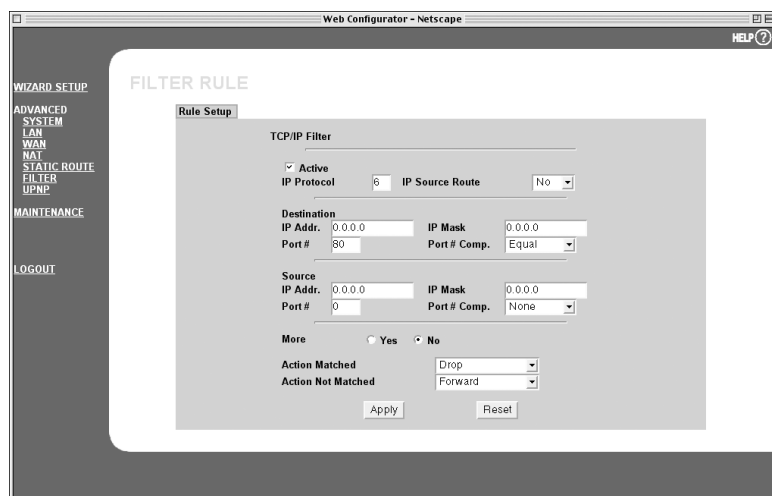 Web Configurator - Netscape
HELP ?
WIZARD SETUP
ADVANCED
SYSTEM
LAN
WAN
NAT
STATIC ROUTE
FILTER
UPNP
MAINTENANCE
LOGOUT
FILTER RULE
Rule Setup
TCP/IP Filter
Active
IP Protocol 6 IP Source Route No
Destination
IP Addr. 0.0.0.0 IP Mask 0.0.0.0
Port # 80 Port # Comp. Equal
Source
IP Addr. 0.0.0.0 IP Mask 0.0.0.0
Port # 0 Port # Comp. None
More Yes No
Action Matched Drop
Action Not Matched Forward
Apply Reset